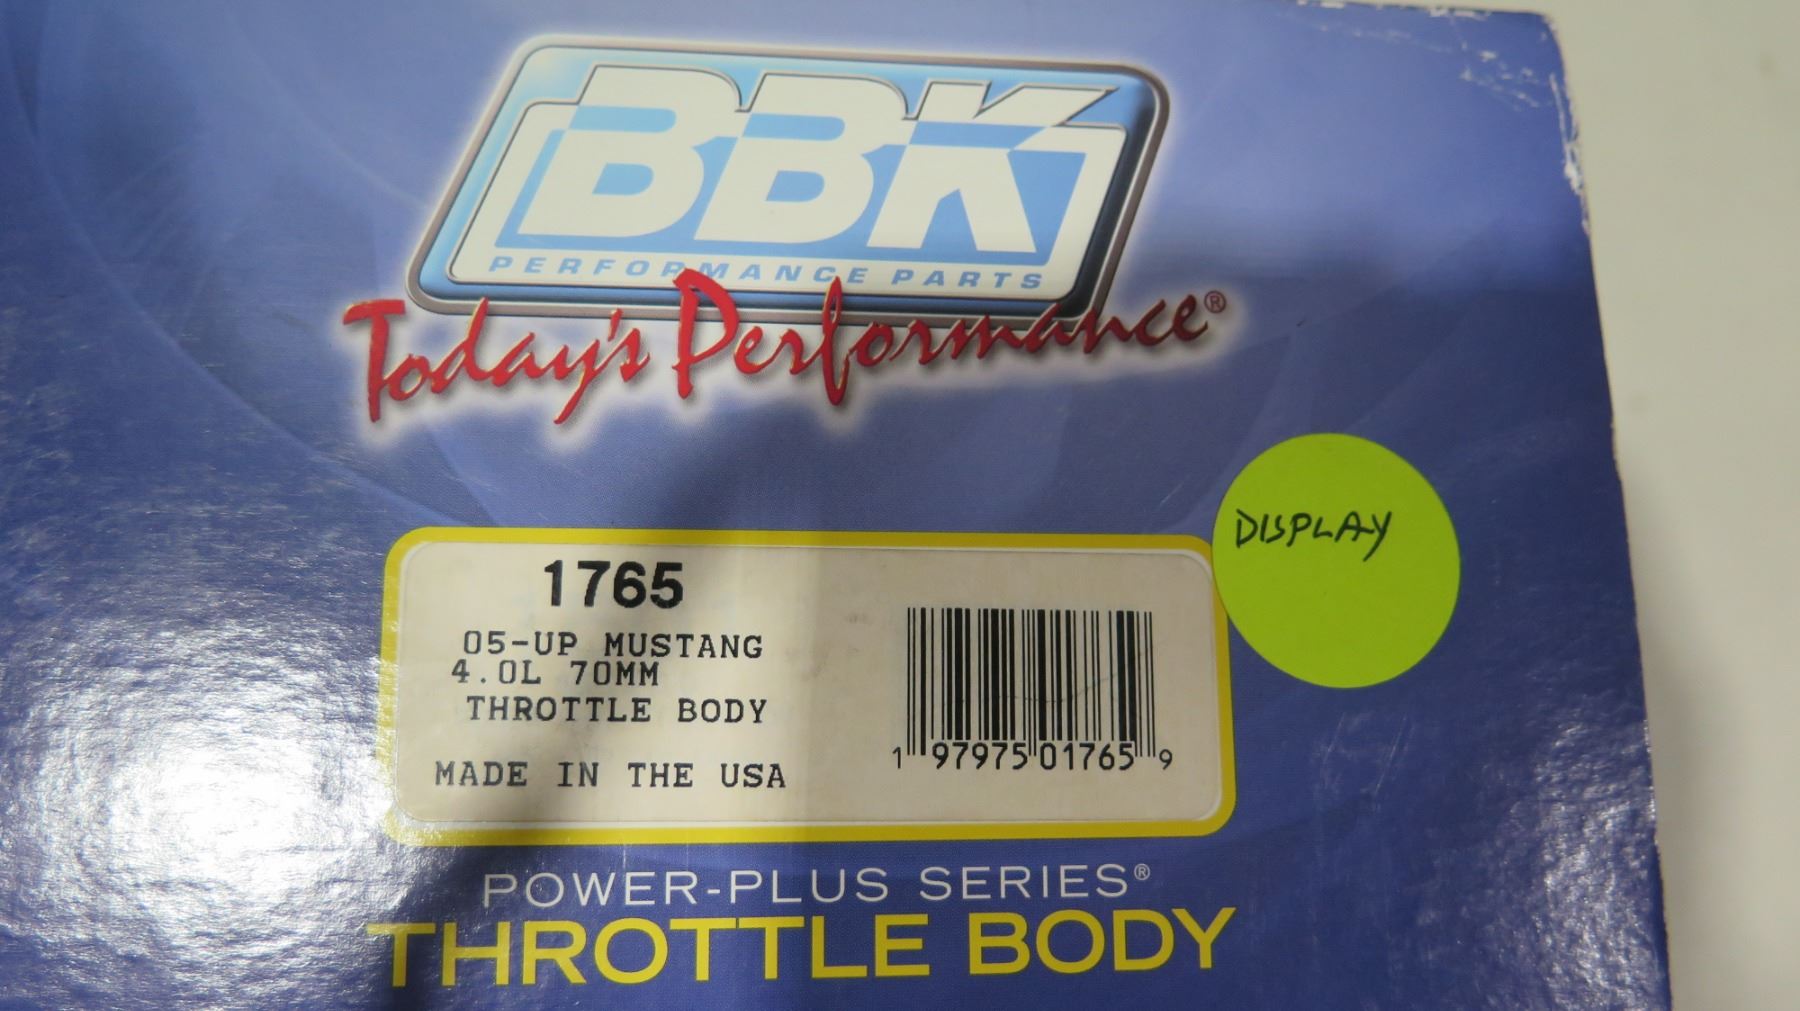 BBK
PERFORMANCE PARTS
Today's Performance®
DISPLAY
1765
05-UP MUSTANG
4.0L 70MM
THROTTLE BODY
MADE IN THE USA
1 97975 01765 9
POWER-PLUS SERIES®
THROTTLE BODY